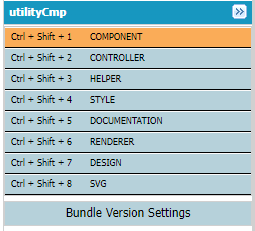 utilityCmp
Ctrl + Shift + 1 COMPONENT
Ctrl + Shift + 2 CONTROLLER
Ctrl + Shift + 3 HELPER
Ctrl + Shift + 4 STYLE
Ctrl + Shift + 5 DOCUMENTATION
Ctrl + Shift + 6 RENDERER
Ctrl + Shift + 7 DESIGN
Ctrl + Shift + 8 SVG
Bundle Version Settings